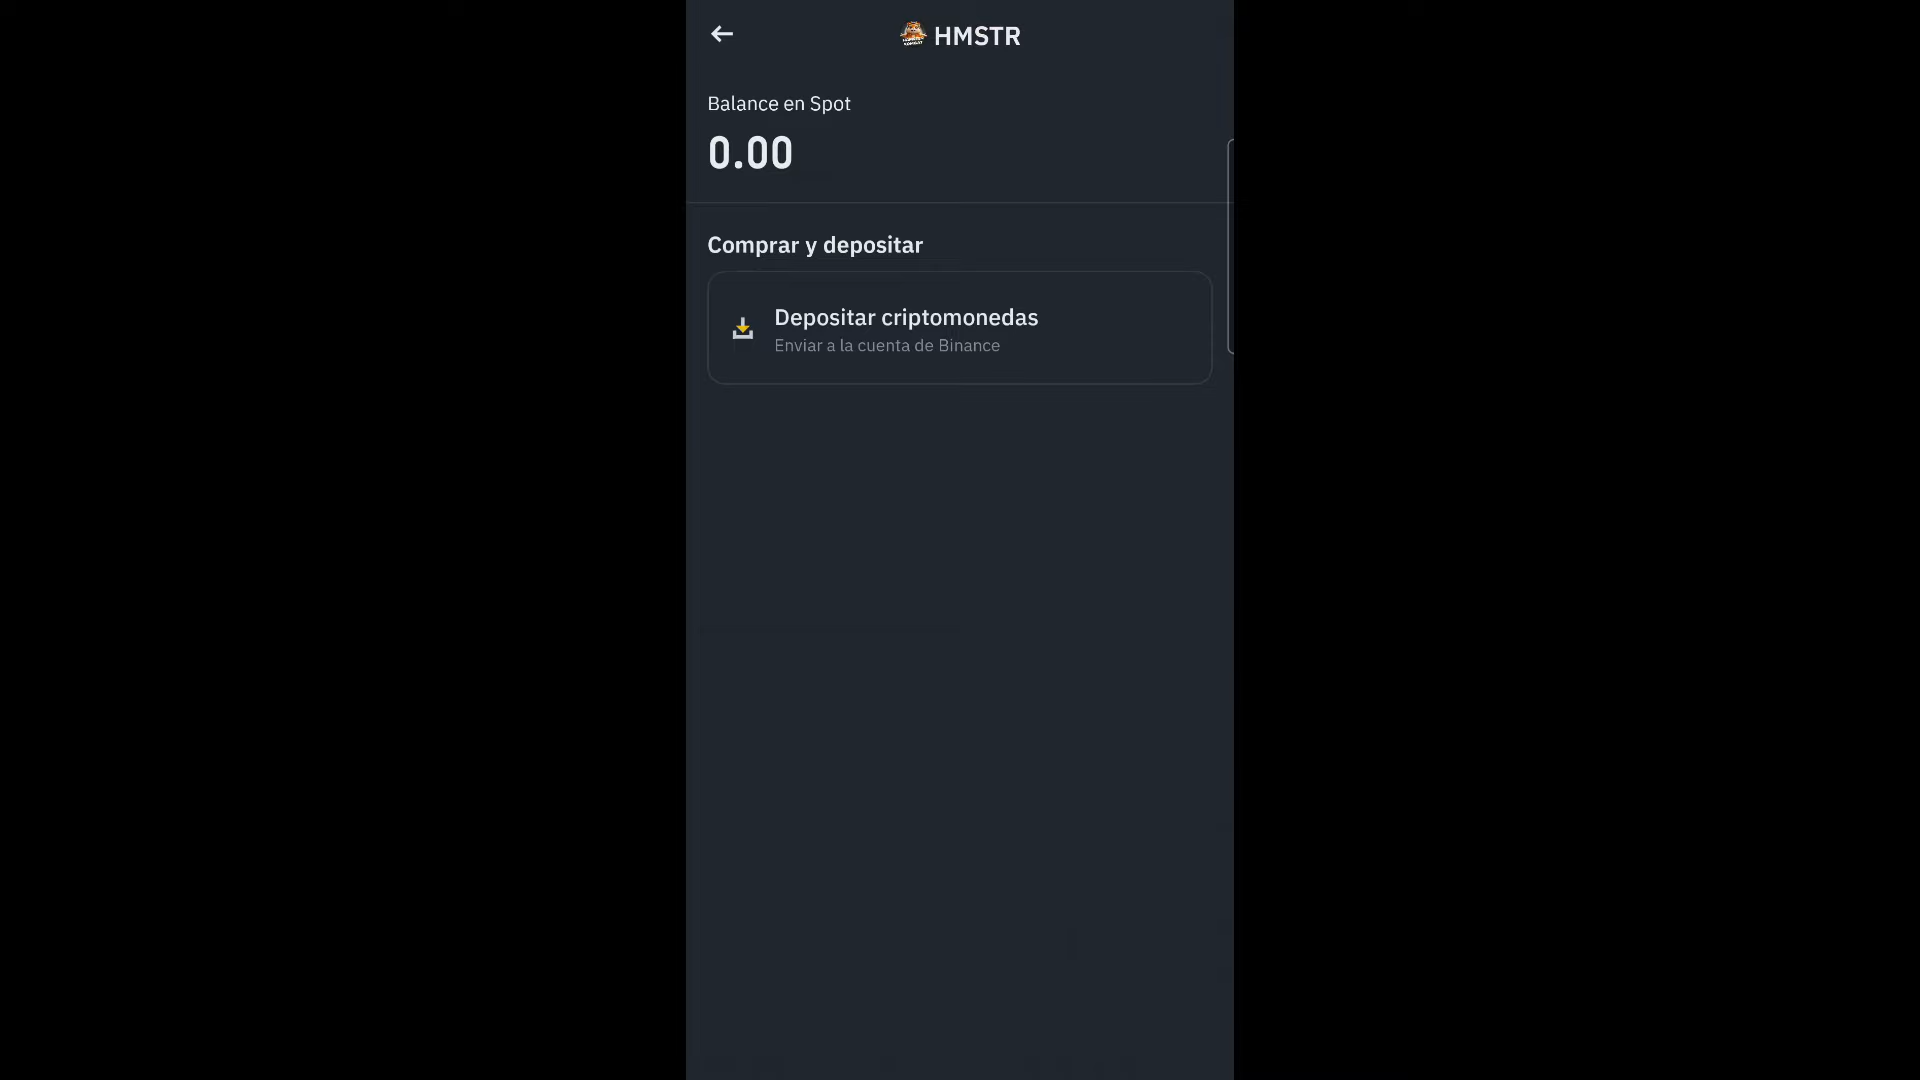 HMSTR
Balance en Spot
0.00
Comprar y depositar
Depositar criptomonedas
Enviar a la cuenta de Binance